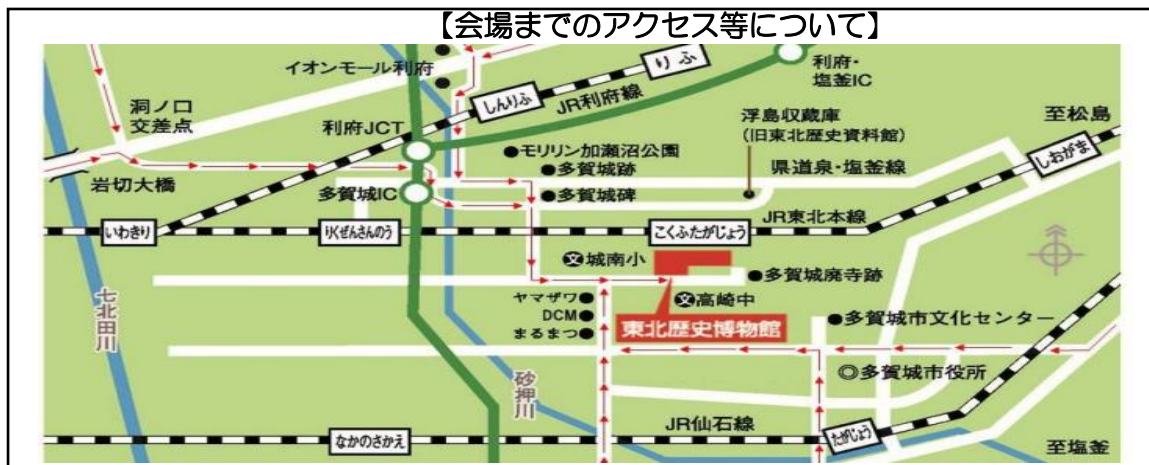 【会場までのアクセス等について】
イオンモール利府
りふ
利府・
塩釜IC
しんりふ
JR利府線
洞ノ口
交差点
利府JCT
浮島収蔵庫
(旧東北歴史資料館)
至松島
●モリリン加瀬沼公園
●多賀城跡
県道泉・塩釜線
しおがま
岩切大橋
多賀城IC
●多賀城碑
JR東北本線
いわきり
りくぜんさんのう
こくふたがじょう
文城南小
●多賀城廃寺跡
七北田川
ヤマザワ●
文高崎中
DCM●
東北歴史博物館
●多賀城市文化センター
まるまつ●
砂押川
◎多賀城市役所
JR仙石線
なかのさかえ
たがじょう
至塩釜